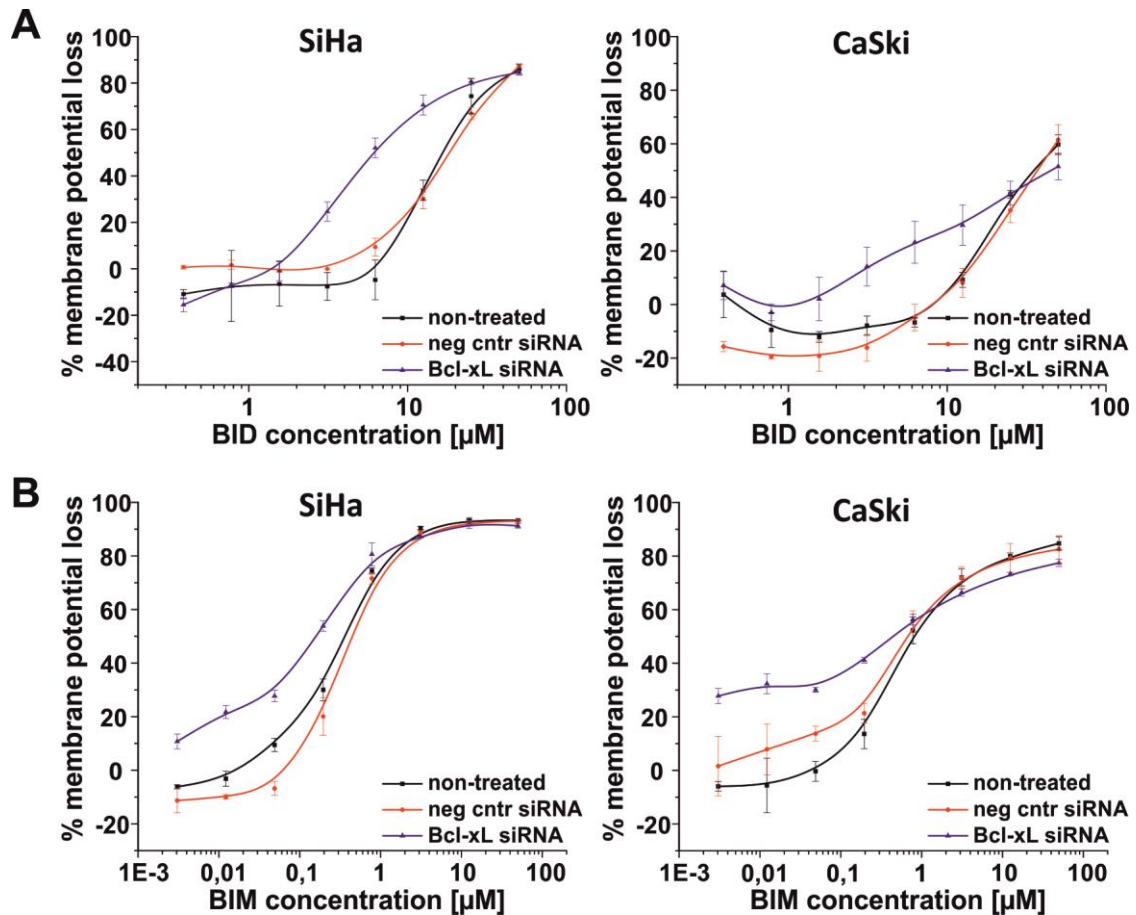 A
SiHa
CaSki
% membrane potential loss
100
80
60
40
20
0
-20
-40
non-treated
neg cntr siRNA
Bcl-xL siRNA
1
10
100
BID concentration [µM]
% membrane potential loss
100
80
60
40
20
0
-20
non-treated
neg cntr siRNA
Bcl-xL siRNA
1
10
100
BID concentration [µM]
B
SiHa
CaSki
% membrane potential loss
100
80
60
40
20
0
-20
non-treated
neg cntr siRNA
Bcl-xL siRNA
1E-3
0,01
0,1
1
10
100
BIM concentration [µM]
% membrane potential loss
100
80
60
40
20
0
-20
non-treated
neg cntr siRNA
Bcl-xL siRNA
1E-3
0,01
0,1
1
10
100
BIM concentration [µM]